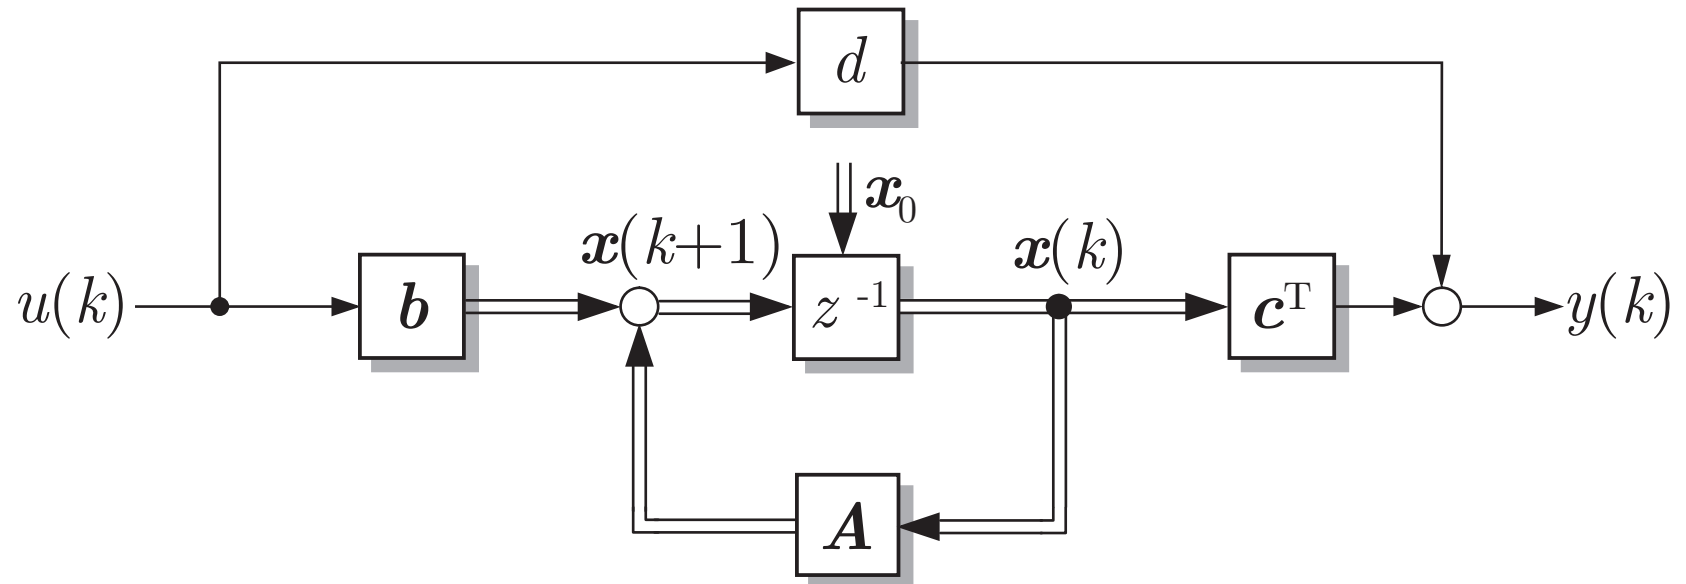 d
x₀
x(k+1)
x(k)
u(k)
b
z⁻¹
cᵀ
y(k)
A